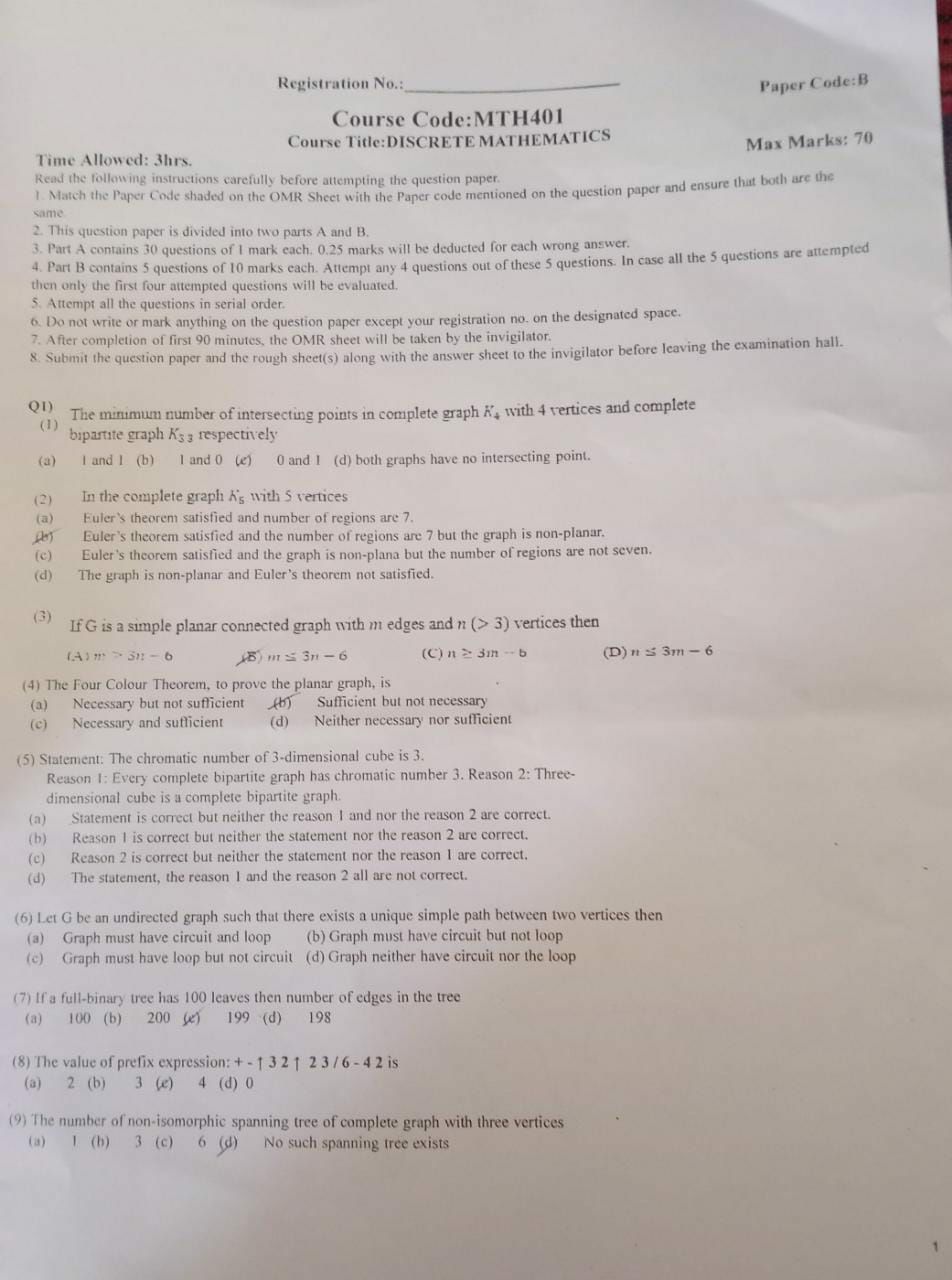 Registration No.:
Paper Code:B
Course Code:MTH401
Course Title:DISCRETE MATHEMATICS
Time Allowed: 3hrs.
Max Marks: 70
Read the following instructions carefully before attempting the question paper.
1. Match the Paper Code shaded on the OMR Sheet with the Paper code mentioned on the question paper and ensure that both are the
same.
2. This question paper is divided into two parts A and B.
3. Part A contains 30 questions of 1 mark each. 0.25 marks will be deducted for each wrong answer.
4. Part B contains 5 questions of 10 marks each. Attempt any 4 questions out of these 5 questions. In case all the 5 questions are attempted
then only the first four attempted questions will be evaluated.
5. Attempt all the questions in serial order.
6. Do not write or mark anything on the question paper except your registration no. on the designated space.
7. After completion of first 90 minutes, the OMR sheet will be taken by the invigilator.
8. Submit the question paper and the rough sheet(s) along with the answer sheet to the invigilator before leaving the examination hall.
Q1)
(1) The minimum number of intersecting points in complete graph K₄ with 4 vertices and complete
bipartite graph K₃ ₃ respectively
(a) 1 and 1 (b) 1 and 0 (c) 0 and 1 (d) both graphs have no intersecting point.
(2) In the complete graph K₅ with 5 vertices
(a) Euler's theorem satisfied and number of regions are 7.
(b) Euler's theorem satisfied and the number of regions are 7 but the graph is non-planar.
(c) Euler's theorem satisfied and the graph is non-plana but the number of regions are not seven.
(d) The graph is non-planar and Euler's theorem not satisfied.
(3) If G is a simple planar connected graph with m edges and n (> 3) vertices then
(A) m > 3n − 6 (B) m ≤ 3n − 6 (C) n ≥ 3m − 6 (D) n ≤ 3m − 6
(4) The Four Colour Theorem, to prove the planar graph, is
(a) Necessary but not sufficient (b) Sufficient but not necessary
(c) Necessary and sufficient (d) Neither necessary nor sufficient
(5) Statement: The chromatic number of 3-dimensional cube is 3.
Reason 1: Every complete bipartite graph has chromatic number 3. Reason 2: Three-
dimensional cube is a complete bipartite graph.
(a) Statement is correct but neither the reason 1 and nor the reason 2 are correct.
(b) Reason 1 is correct but neither the statement nor the reason 2 are correct.
(c) Reason 2 is correct but neither the statement nor the reason 1 are correct.
(d) The statement, the reason 1 and the reason 2 all are not correct.
(6) Let G be an undirected graph such that there exists a unique simple path between two vertices then
(a) Graph must have circuit and loop (b) Graph must have circuit but not loop
(c) Graph must have loop but not circuit (d) Graph neither have circuit nor the loop
(7) If a full-binary tree has 100 leaves then number of edges in the tree
(a) 100 (b) 200 (c) 199 (d) 198
(8) The value of prefix expression: + - ↑ 3 2 ↑ 2 3 / 6 - 4 2 is
(a) 2 (b) 3 (c) 4 (d) 0
(9) The number of non-isomorphic spanning tree of complete graph with three vertices
(a) 1 (b) 3 (c) 6 (d) No such spanning tree exists
1